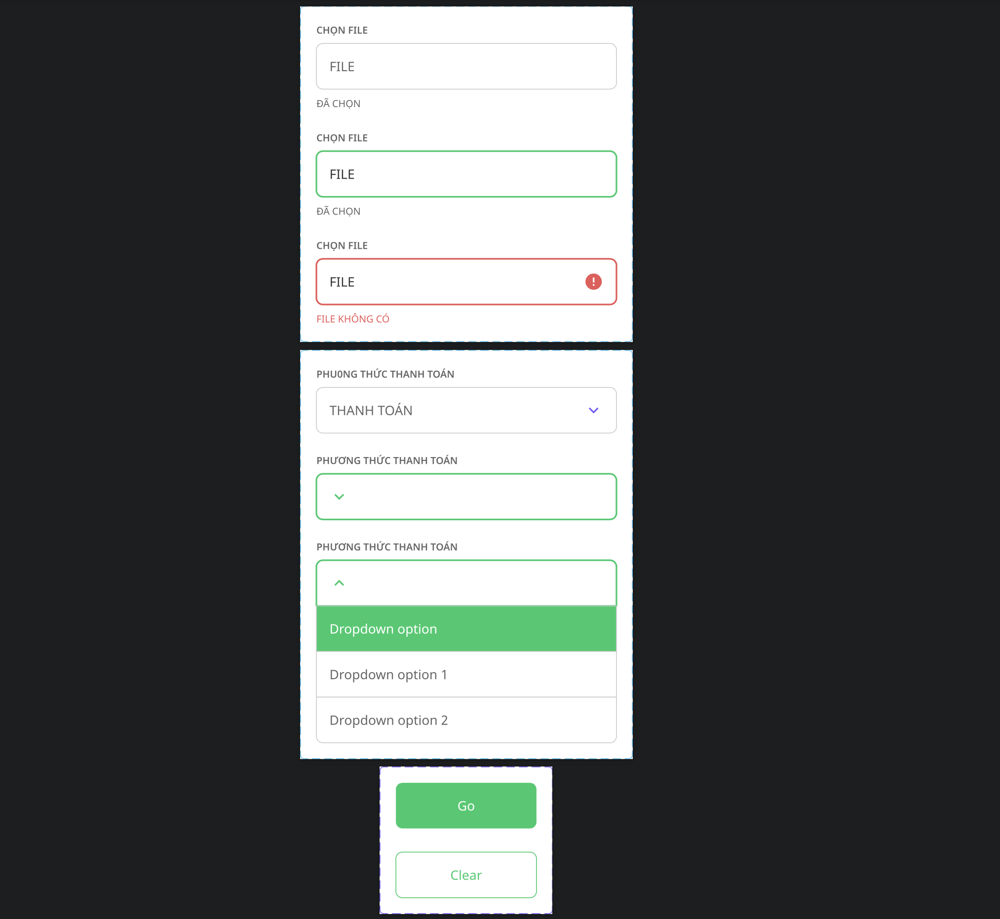 CHỌN FILE
FILE
ĐÃ CHỌN
CHỌN FILE
FILE
ĐÃ CHỌN
CHỌN FILE
FILE
FILE KHÔNG CÓ
PHU0NG THỨC THANH TOÁN
THANH TOÁN
PHƯƠNG THỨC THANH TOÁN
PHƯƠNG THỨC THANH TOÁN
Dropdown option
Dropdown option 1
Dropdown option 2
Go
Clear